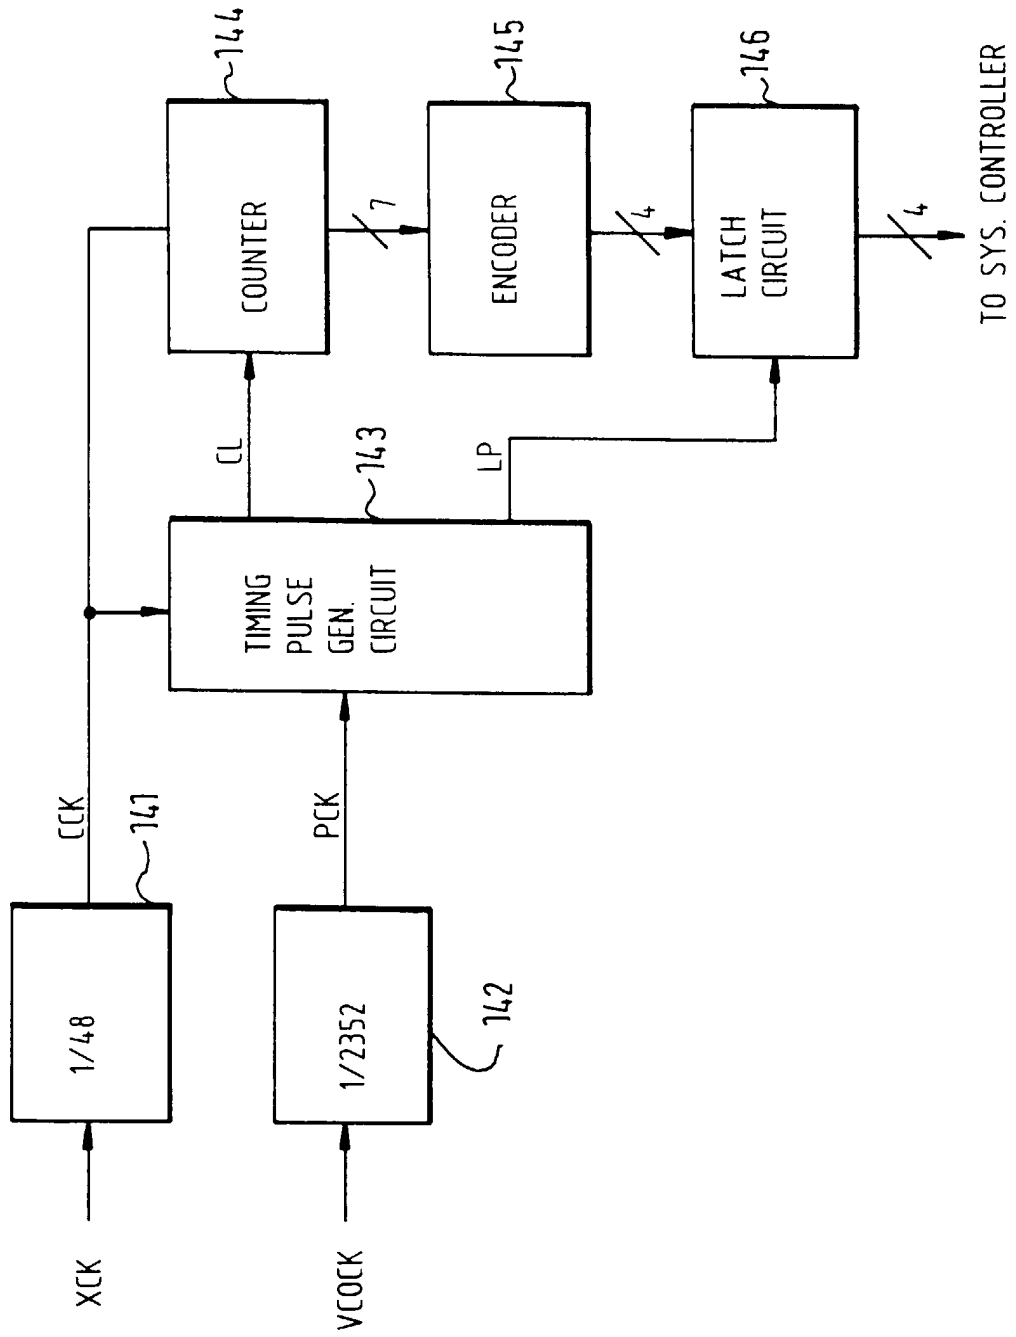 XCK
1/48
141
CCK
VCOCK
1/2352
142
PCK
TIMING
PULSE
GEN.
CIRCUIT
143
CL
LP
COUNTER
144
7
ENCODER
145
4
LATCH
CIRCUIT
146
4
TO SYS. CONTROLLER